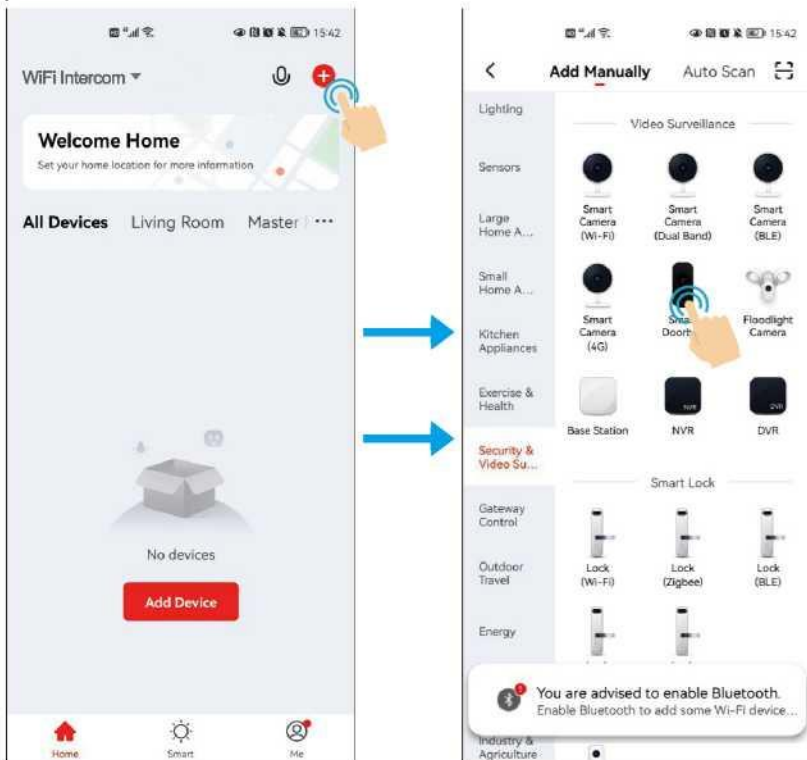 15:42
WiFi Intercom
Welcome Home
Set your home location for more information
All Devices Living Room Master ...
No devices
Add Device
Home Smart Me
15:42
Add Manually Auto Scan
Lighting
Sensors
Large
Home A...
Small
Home A...
Kitchen
Appliances
Exercise &
Health
Security &
Video Su...
Gateway
Control
Outdoor
Travel
Energy
Industry &
Agriculture
Video Surveillance
Smart
Camera
(Wi-Fi)
Smart
Camera
(Dual Band)
Smart
Camera
(BLE)
Smart
Camera
(4G)
Floodlight
Camera
Base Station
NVR
NVR
DVR
DVR
Smart Lock
Lock
(Wi-Fi)
Lock
(Zigbee)
Lock
(BLE)
You are advised to enable Bluetooth.
Enable Bluetooth to add some Wi-Fi device...